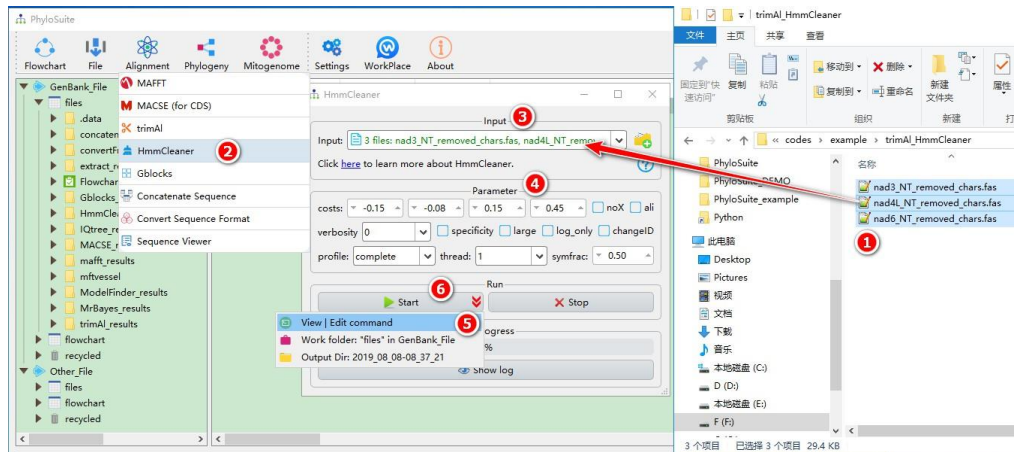 PhyloSuite
Flowchart File Alignment Phylogeny Mitogenome Settings WorkPlace About
GenBank_File
files
.data
concaten
convertFr
extract_re
Flowchar
Gblocks_
HmmCle
IQtree_re
MACSE_r
mafft_results
mftvessel
ModelFinder_results
MrBayes_results
trimAl_results
flowchart
recycled
Other_File
files
flowchart
recycled
MAFFT
MACSE (for CDS)
trimAl
HmmCleaner 2
Gblocks
Concatenate Sequence
Convert Sequence Format
Sequence Viewer
HmmCleaner
3
Input
Input: 3 files: nad3_NT_removed_chars.fas, nad4L_NT_remov...
Click here to learn more about HmmCleaner.
Parameter 4
costs: -0.15 -0.08 0.15 0.45 noX ali
verbosity 0 specificity large log_only changeID
profile: complete thread: 1 symfrac: 0.50
Run
Start 6 Stop
View | Edit command 5
Work folder: "files" in GenBank_File
Output Dir: 2019_08_08-08_37_21
ogress
%
Show log
trimAl_HmmCleaner
文件 主页 共享 查看
固定到"快速访问" 复制 粘贴
移动到 删除
复制到 重命名
新建文件夹
属性
剪贴板 组织 新建 打
« codes › example › trimAl_HmmCleaner
PhyloSuite
PhyloSuite_DEMO
PhyloSuite_example
Python
此电脑
Desktop
Pictures
视频
文档
下载
音乐
本地磁盘 (C:)
D (D:)
本地磁盘 (E:)
F (F:)
名称
nad3_NT_removed_chars.fas
nad4L_NT_removed_chars.fas
nad6_NT_removed_chars.fas
1
3 个项目 已选择 3 个项目 29.4 KB